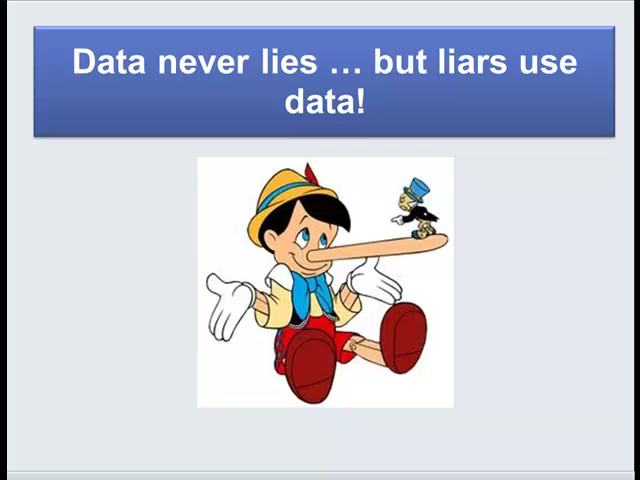 Data never lies … but liars use
data!